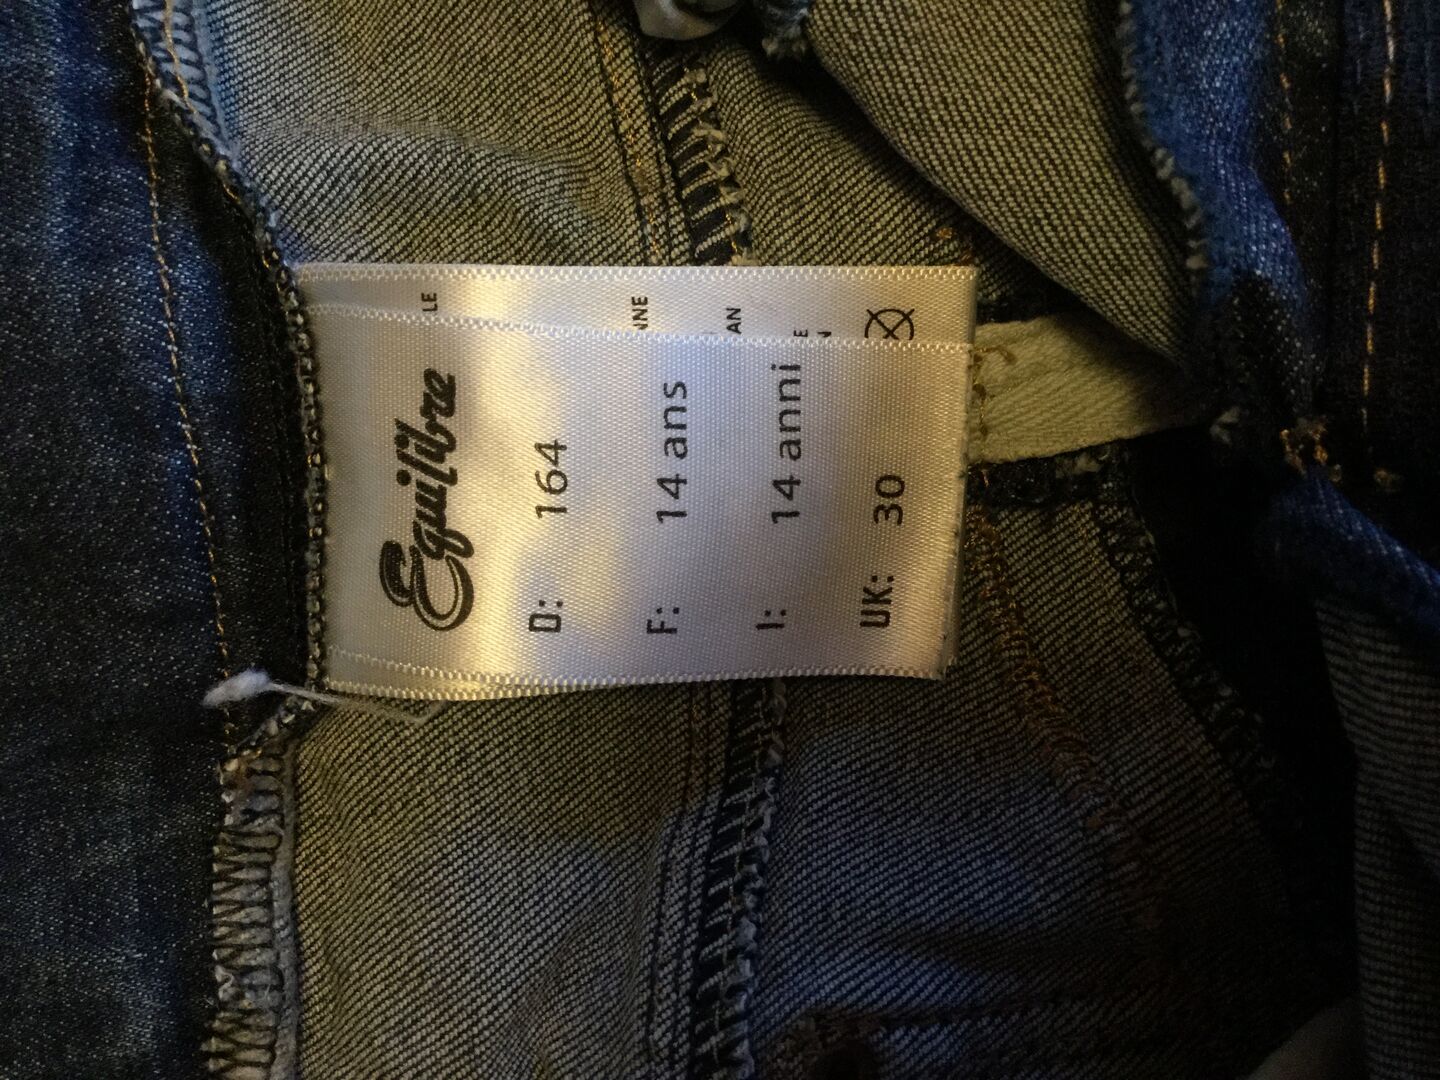 Equilibre
D: 164
F: 14 ans
I: 14 anni
UK: 30